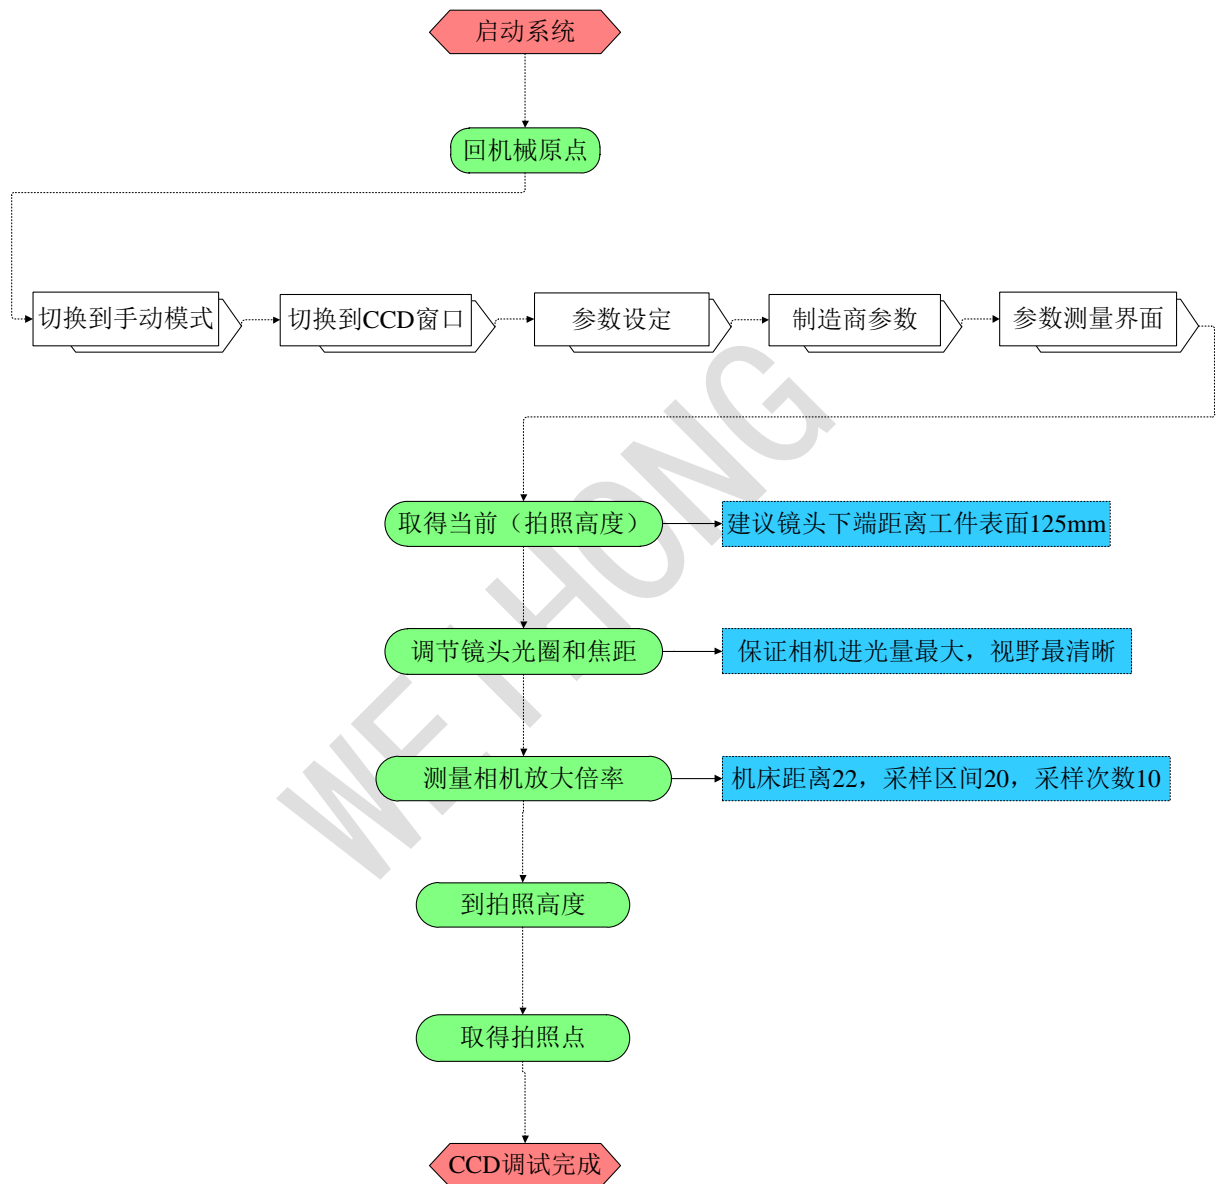 启动系统
回机械原点
切换到手动模式
切换到CCD窗口
参数设定
制造商参数
参数测量界面
取得当前（拍照高度）
建议镜头下端距离工件表面125mm
调节镜头光圈和焦距
保证相机进光量最大，视野最清晰
测量相机放大倍率
机床距离22，采样区间20，采样次数10
到拍照高度
取得拍照点
CCD调试完成
WEIHONG